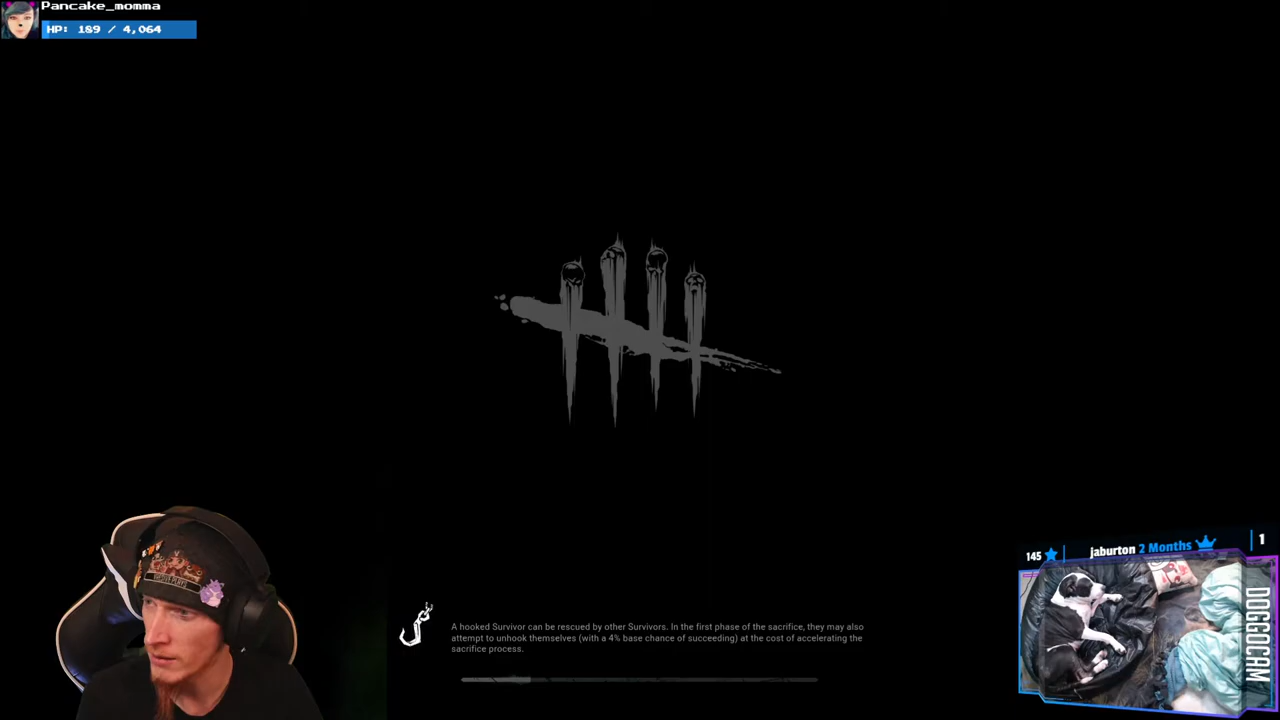 Pancake_momma
HP: 189 / 4,064
A hooked Survivor can be rescued by other Survivors. In the first phase of the sacrifice, they may also
attempt to unhook themselves (with a 4% base chance of succeeding) at the cost of accelerating the
sacrifice process.
145
jaburton 2 Months
1
DOGGOCAM